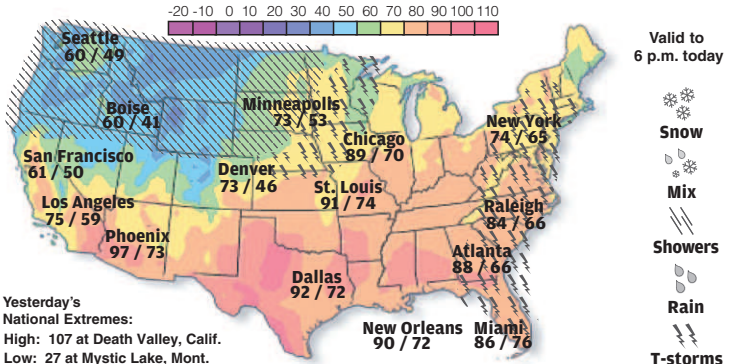 -20 -10 0 10 20 30 40 50 60 70 80 90 100 110
Valid to
6 p.m. today
Seattle
60 / 49
Boise
60 / 41
Minneapolis
73 / 53
New York
74 / 65
Chicago
89 / 70
San Francisco
61 / 50
Denver
73 / 46
St. Louis
91 / 74
Los Angeles
75 / 59
Raleigh
84 / 66
Phoenix
97 / 73
Atlanta
88 / 66
Dallas
92 / 72
New Orleans
90 / 72
Miami
86 / 76
Yesterday's
National Extremes:
High: 107 at Death Valley, Calif.
Low: 27 at Mystic Lake, Mont.
Snow
Mix
Showers
Rain
T-storms